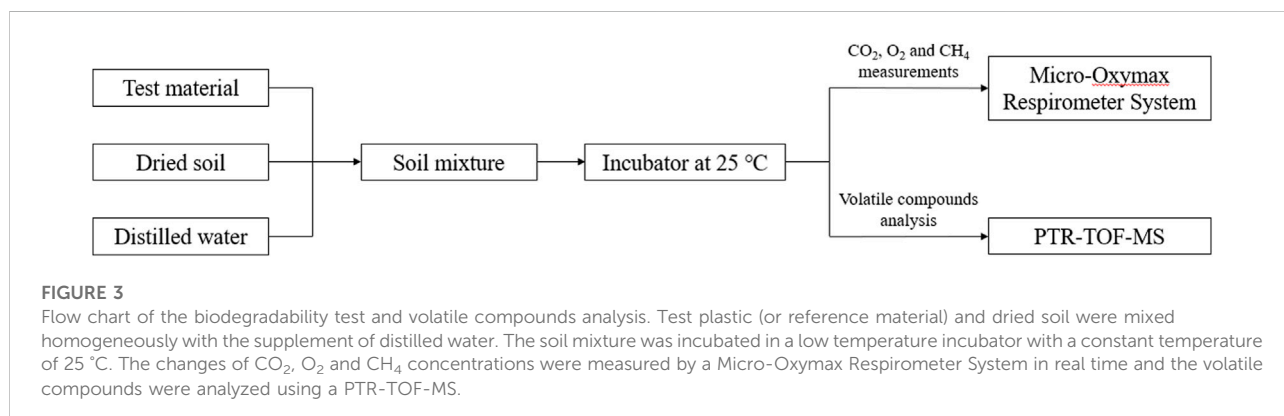 Test material
Dried soil
Distilled water
Soil mixture
Incubator at 25 °C
CO₂, O₂ and CH₄
measurements
Micro-Oxymax
Respirometer System
Volatile compounds
analysis
PTR-TOF-MS
FIGURE 3
Flow chart of the biodegradability test and volatile compounds analysis. Test plastic (or reference material) and dried soil were mixed
homogeneously with the supplement of distilled water. The soil mixture was incubated in a low temperature incubator with a constant temperature
of 25 °C. The changes of CO₂, O₂ and CH₄ concentrations were measured by a Micro-Oxymax Respirometer System in real time and the volatile
compounds were analyzed using a PTR-TOF-MS.